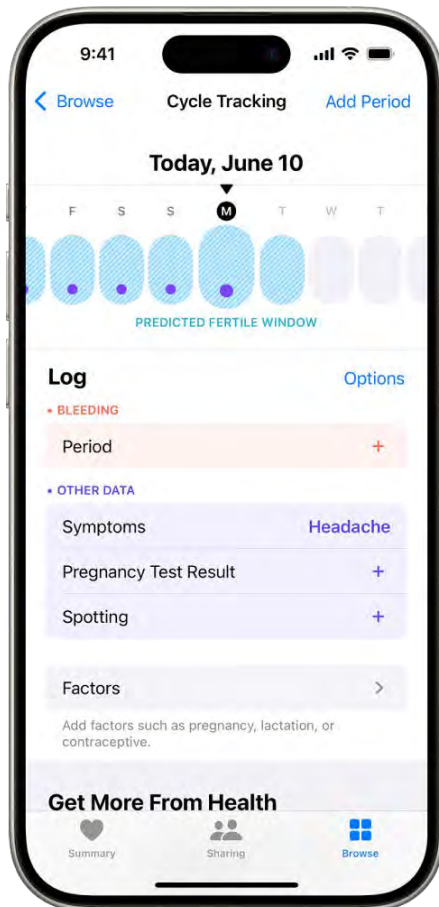 9:41
Browse Cycle Tracking Add Period
Today, June 10
F S S M T W T
PREDICTED FERTILE WINDOW
Log Options
• BLEEDING
Period +
• OTHER DATA
Symptoms Headache
Pregnancy Test Result +
Spotting +
Factors
Add factors such as pregnancy, lactation, or
contraceptive.
Get More From Health
Summary Sharing Browse